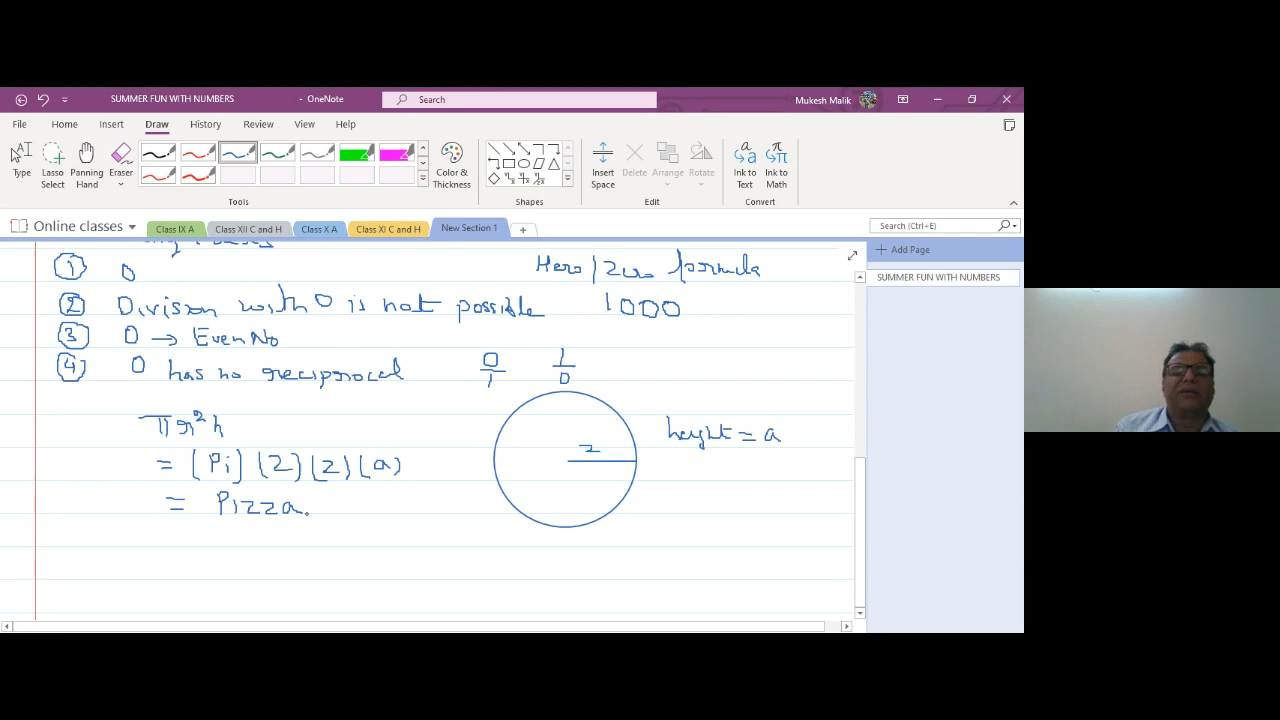 SUMMER FUN WITH NUMBERS - OneNote Search Mukesh Malik
File Home Insert Draw History Review View Help
Type Lasso Select Panning Hand Eraser Color & Thickness Insert Space Delete Arrange Rotate Ink to Text Ink to Math
Tools Shapes Edit Convert
Online classes Class IX A Class XII C and H Class X A Class XI C and H New Section 1 Search (Ctrl+E)
Add Page
SUMMER FUN WITH NUMBERS
① 0 Hero / Zero formula
② Division with 0 is not possible 1000
③ 0 → Even No
④ 0 has no reciprocal 0/1 1/0
πr²h
= (Pi) (z) (z) (a)
= Pizza.
z
height = a